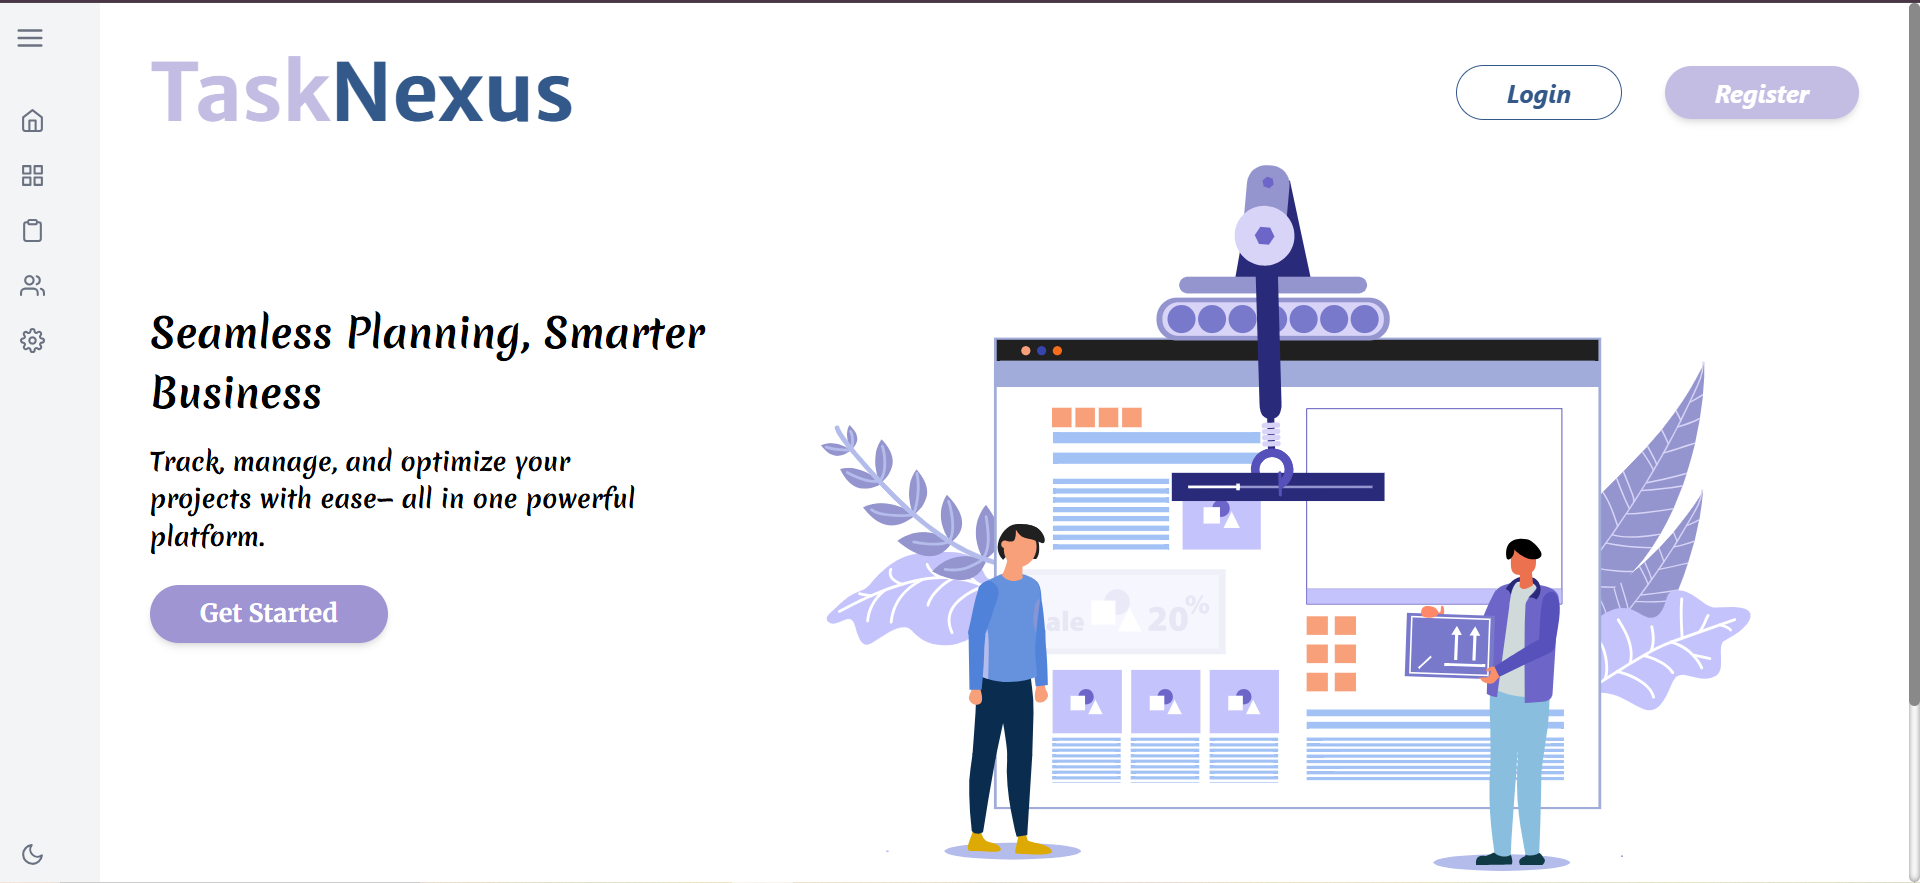 TaskNexus
Login
Register
Seamless Planning, Smarter
Business
Track, manage, and optimize your
projects with ease— all in one powerful
platform.
Get Started
ale
20%